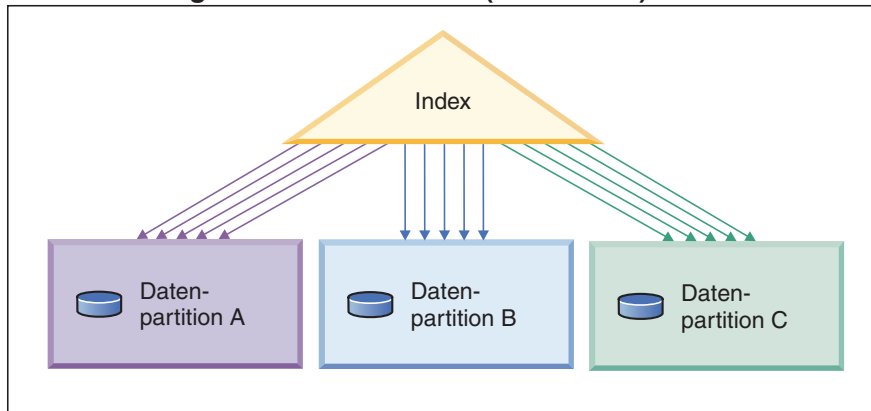 Index
Daten-
partition A
Daten-
partition B
Daten-
partition C